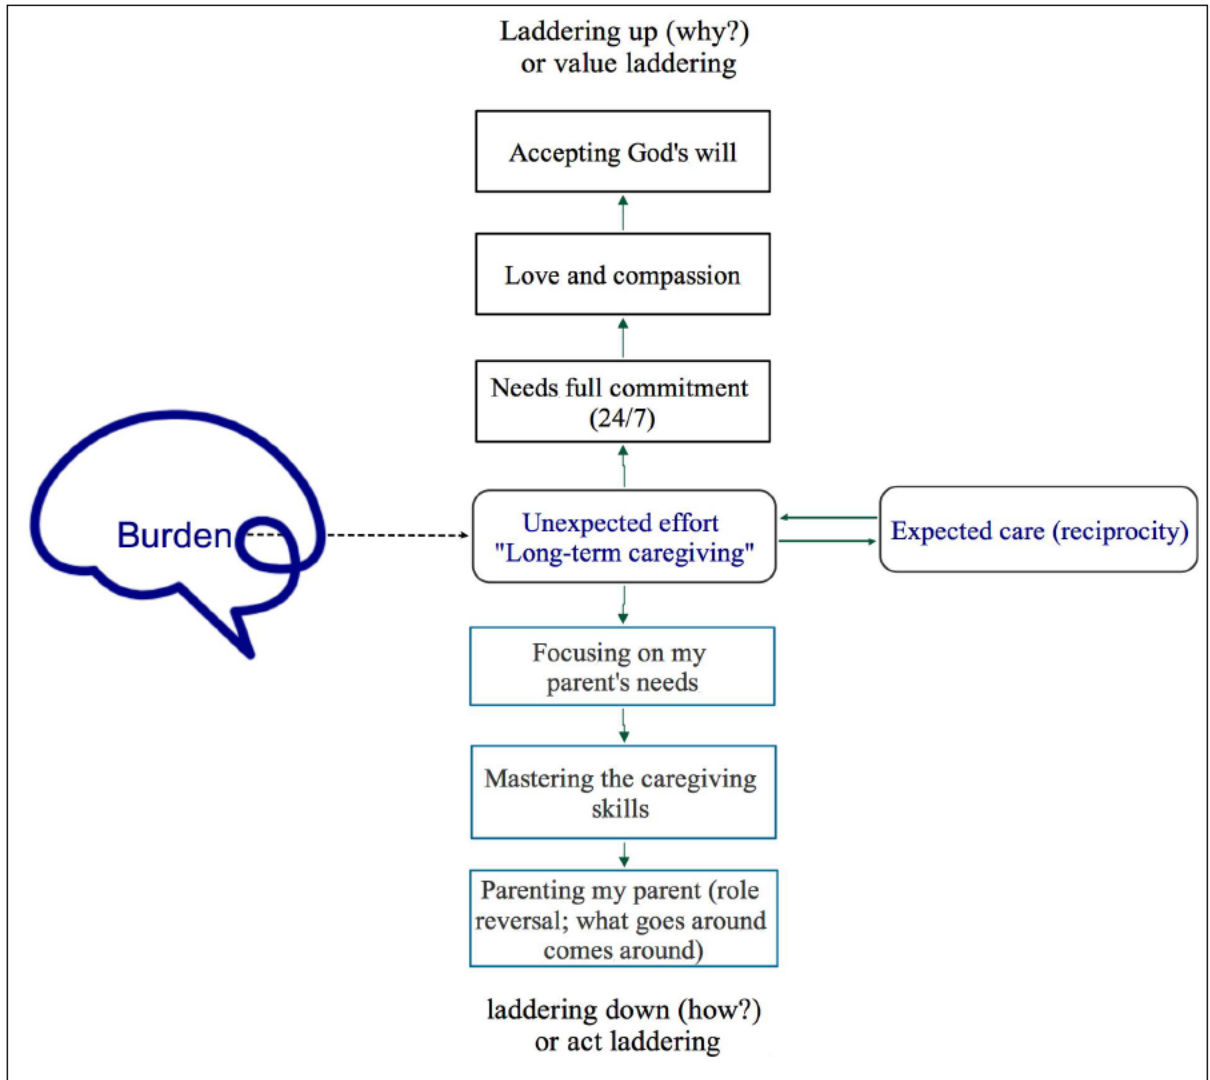 Laddering up (why?)
or value laddering
Accepting God's will
Love and compassion
Needs full commitment
(24/7)
Burden
Unexpected effort
"Long-term caregiving"
Expected care (reciprocity)
Focusing on my
parent's needs
Mastering the caregiving
skills
Parenting my parent (role
reversal; what goes around
comes around)
laddering down (how?)
or act laddering